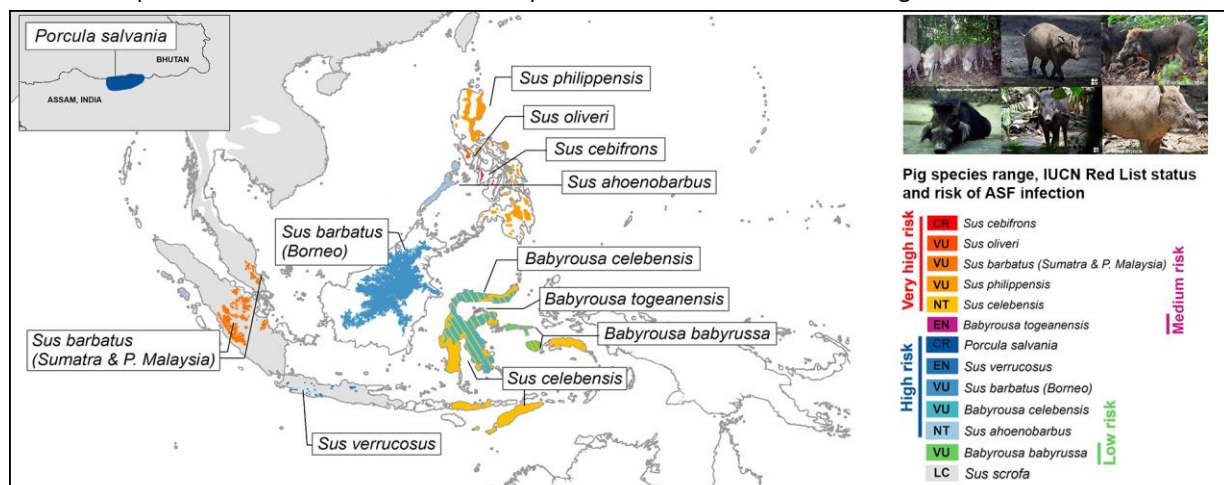 Porcula salvania
BHUTAN
ASSAM, INDIA
Sus philippensis
Sus oliveri
Sus cebifrons
Sus ahoenobarbus
Sus barbatus
(Borneo)
Babyrousa celebensis
Babyrousa togeanensis
Babyrousa babyrussa
Sus barbatus
(Sumatra & P. Malaysia)
Sus celebensis
Sus verrucosus
Pig species range, IUCN Red List status
and risk of ASF infection
Very high risk
CR Sus cebifrons
VU Sus oliveri
VU Sus barbatus (Sumatra & P. Malaysia)
VU Sus philippensis
NT Sus celebensis
Medium risk
EN Babyrousa togeanensis
High risk
CR Porcula salvania
EN Sus verrucosus
VU Sus barbatus (Borneo)
VU Babyrousa celebensis
NT Sus ahoenobarbus
Low risk
VU Babyrousa babyrussa
LC Sus scrofa